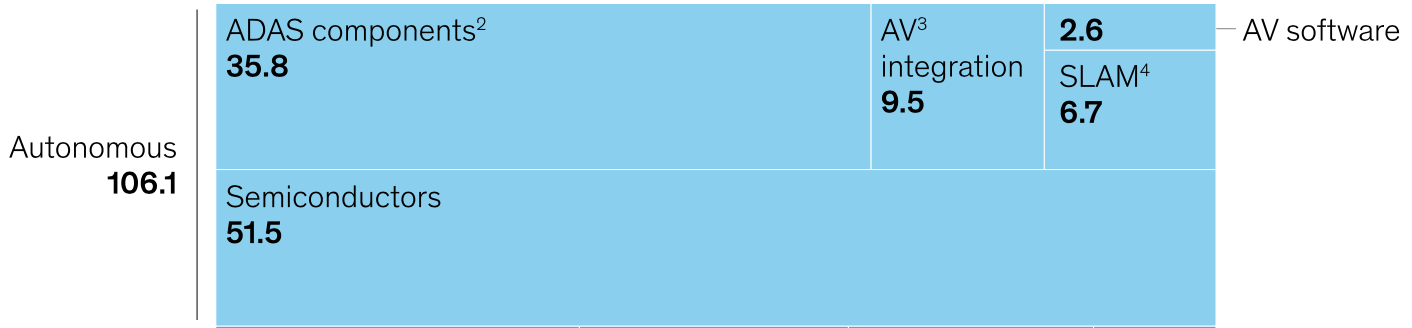 Autonomous
106.1
ADAS components²
35.8
AV³
integration
9.5
2.6
AV software
SLAM⁴
6.7
Semiconductors
51.5